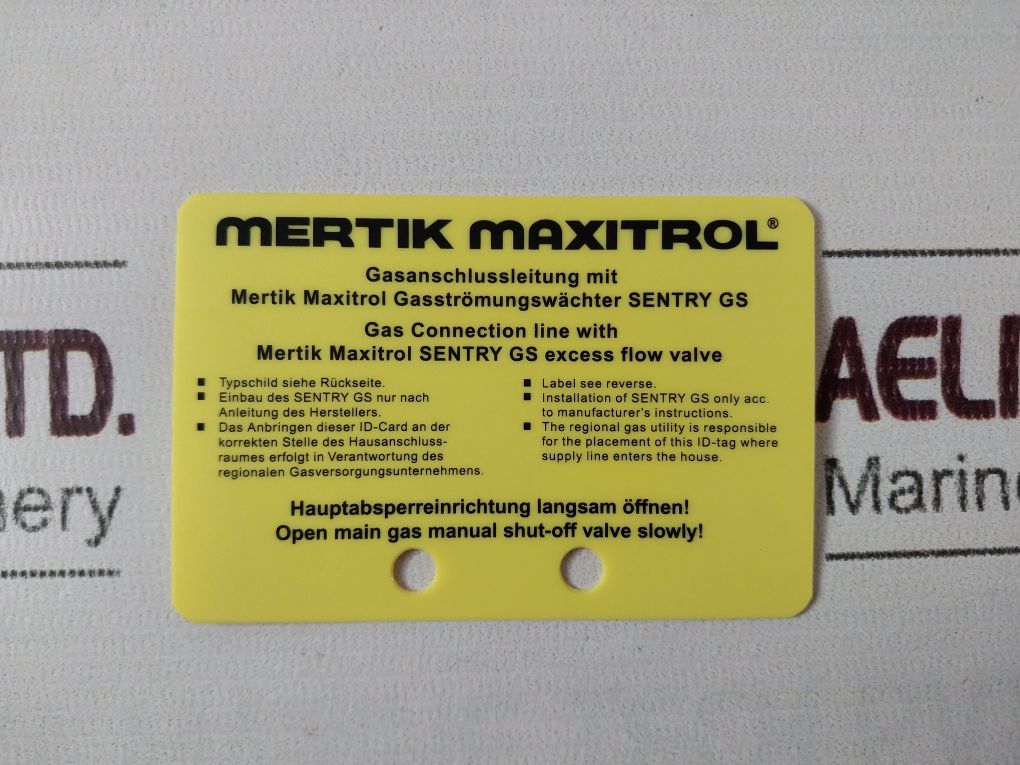 MERTIK MAXITROL®
Gasanschlussleitung mit
Mertik Maxitrol Gasströmungswächter SENTRY GS
Gas Connection line with
Mertik Maxitrol SENTRY GS excess flow valve
■ Typschild siehe Rückseite.
■ Einbau des SENTRY GS nur nach
Anleitung des Herstellers.
■ Das Anbringen dieser ID-Card an der
korrekten Stelle des Hausanschluss-
raumes erfolgt in Verantwortung des
regionalen Gasversorgungsunternehmens.
■ Label see reverse.
■ Installation of SENTRY GS only acc.
to manufacturer's instructions.
■ The regional gas utility is responsible
for the placement of this ID-tag where
supply line enters the house.
Hauptabsperreinrichtung langsam öffnen!
Open main gas manual shut-off valve slowly!
TD.
ery
AELI
Marin